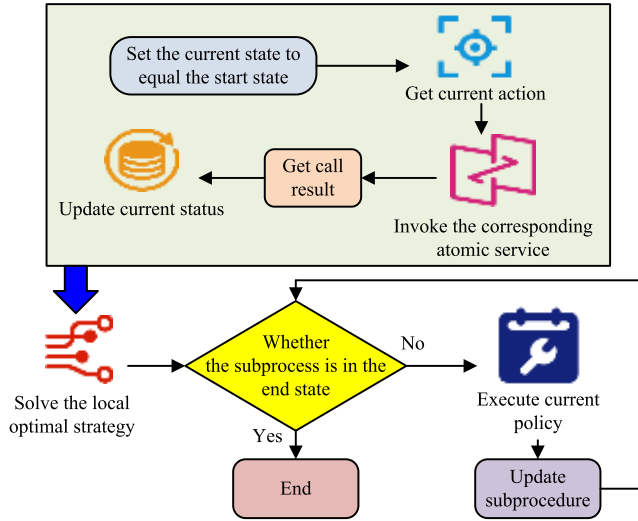 Set the current state to
equal the start state
Get current action
Get call
result
Update current status
Invoke the corresponding
atomic service
Whether
the subprocess is in the
end state
No
Yes
Solve the local
optimal strategy
Execute current
policy
End
Update
subprocedure